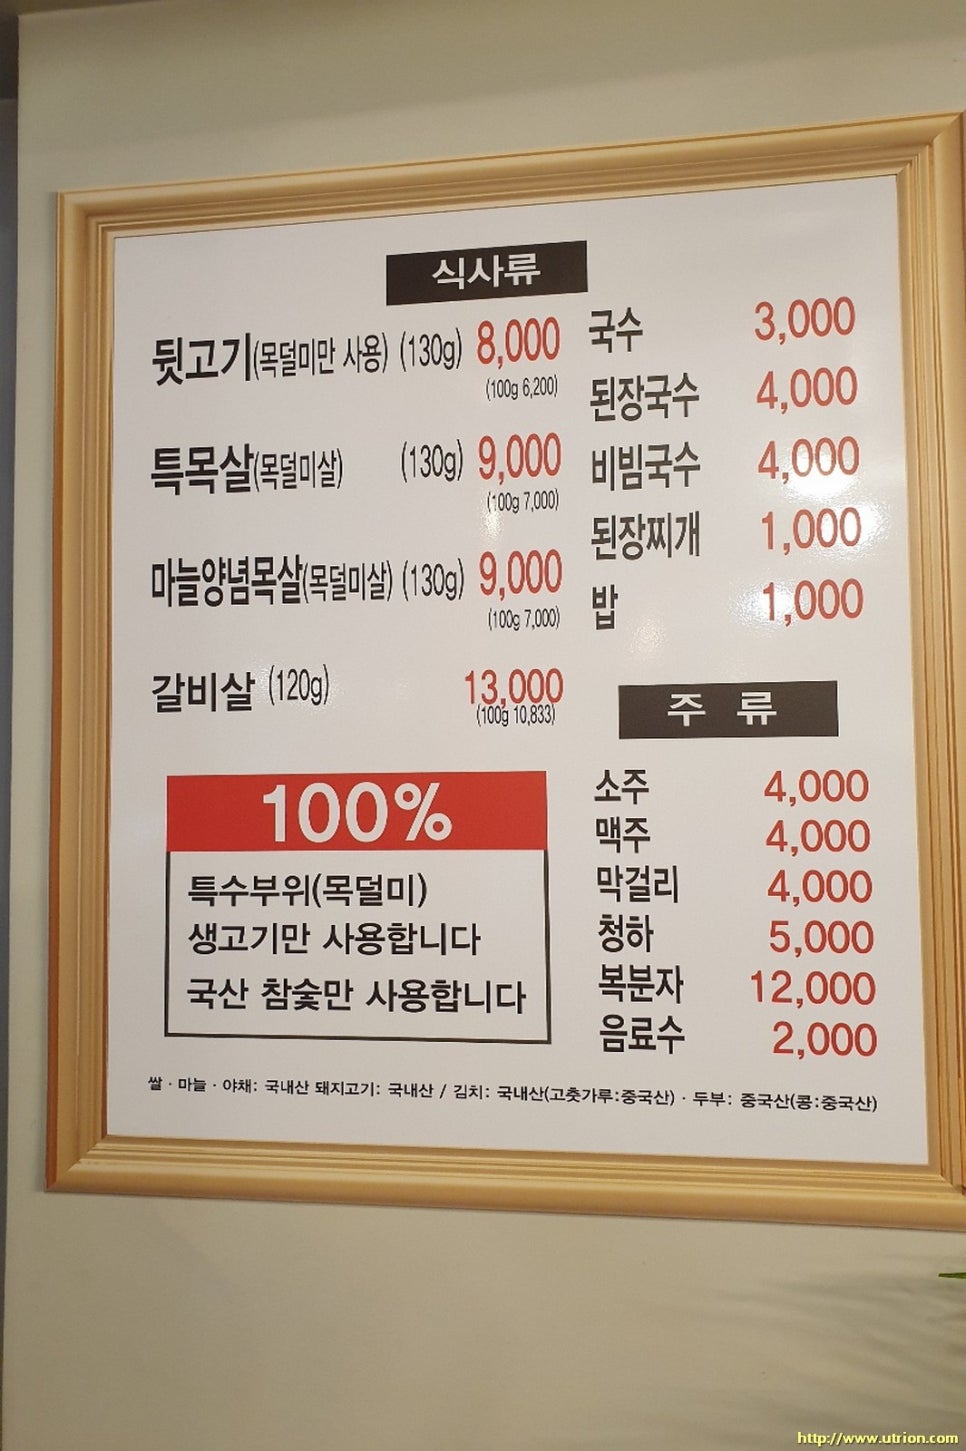 식사류
뒷고기(목덜미만 사용) (130g) 8,000
(100g 6,200)
특목살(목덜미살) (130g) 9,000
(100g 7,000)
마늘양념목살(목덜미살) (130g) 9,000
(100g 7,000)
갈비살 (120g) 13,000
(100g 10,833)
국수 3,000
된장국수 4,000
비빔국수 4,000
된장찌개 1,000
밥 1,000
100%
특수부위(목덜미)
생고기만 사용합니다
국산 참숯만 사용합니다
주 류
소주 4,000
맥주 4,000
막걸리 4,000
청하 5,000
복분자 12,000
음료수 2,000
쌀 · 마늘 · 야채: 국내산 돼지고기: 국내산 / 김치: 국내산(고춧가루:중국산) · 두부: 중국산(콩:중국산)
http://www.utrion.com